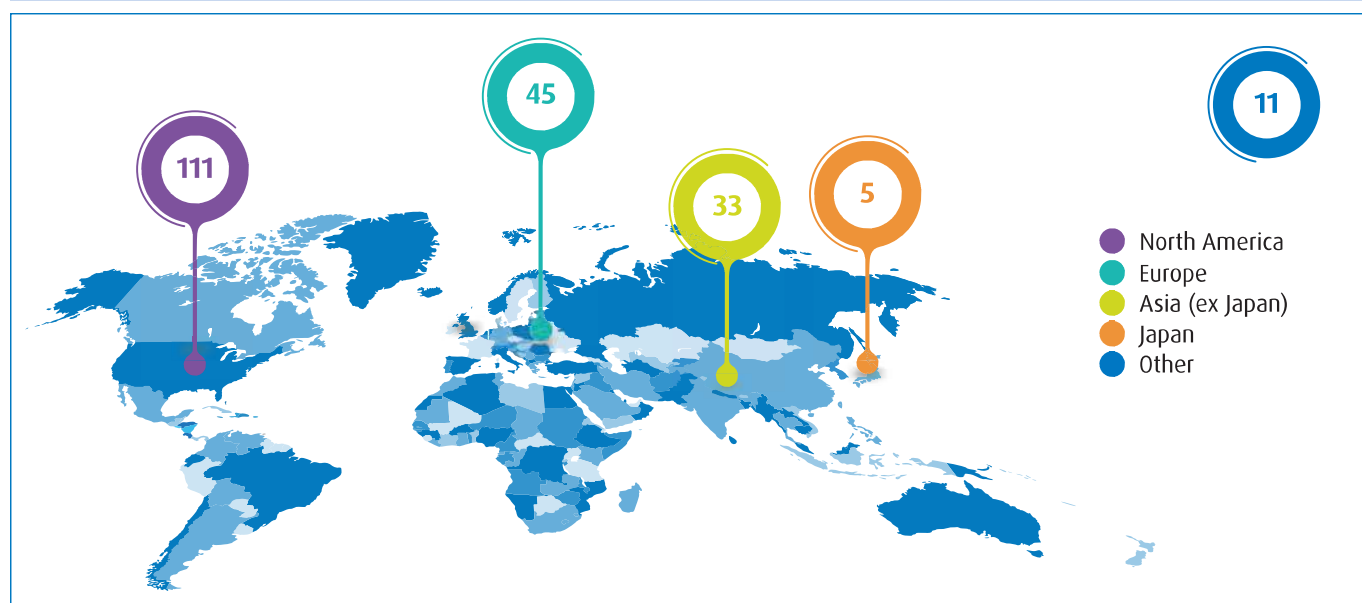 45
11
111
33
5
North America
Europe
Asia (ex Japan)
Japan
Other